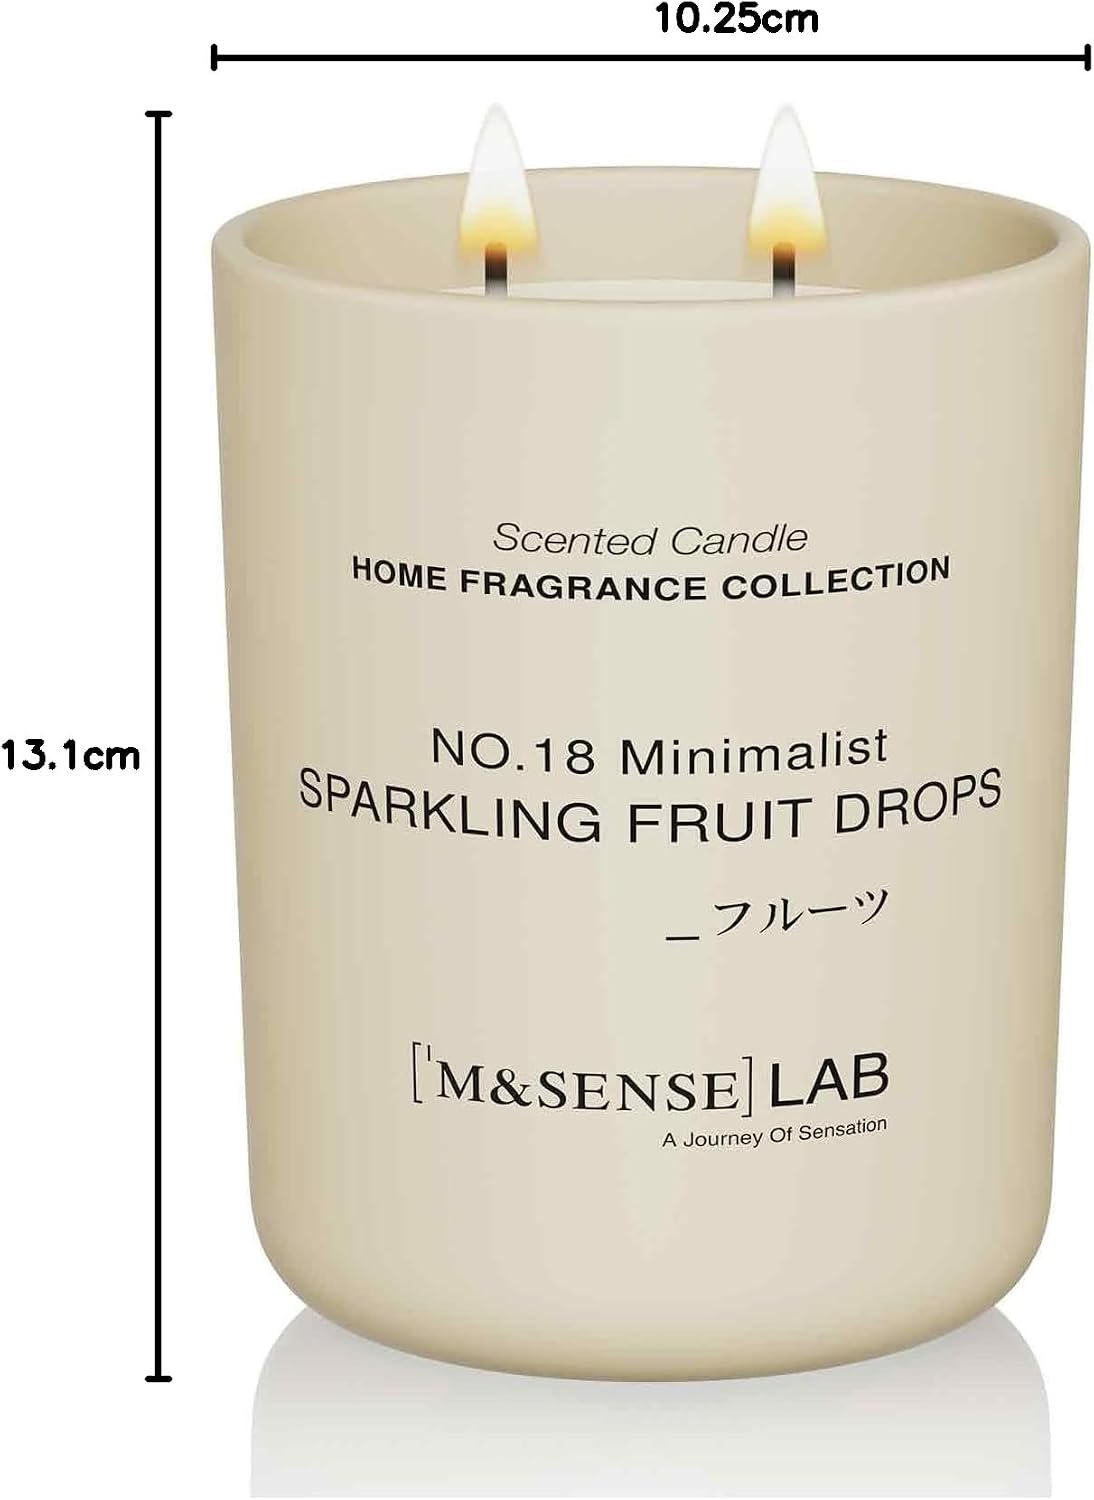 10.25cm
13.1cm
Scented Candle
HOME FRAGRANCE COLLECTION
NO.18 Minimalist
SPARKLING FRUIT DROPS
_フルーツ
['M&SENSE] LAB
A Journey Of Sensation